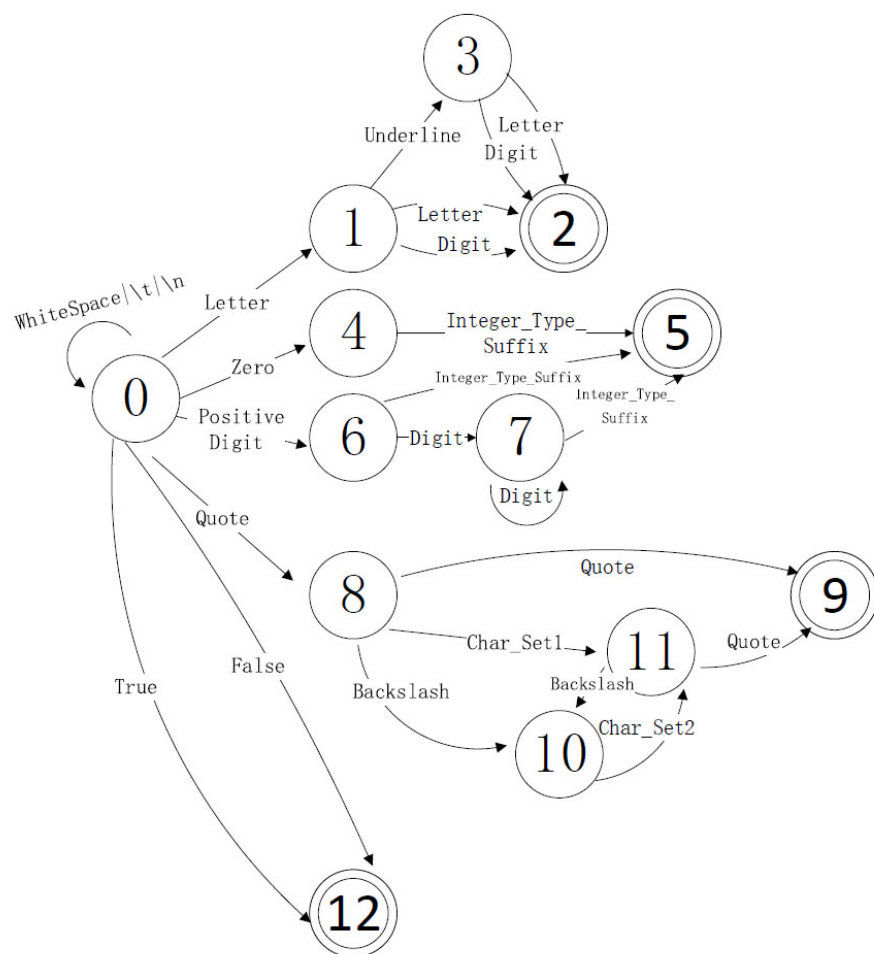 3
Underline
Letter
Digit
1
Letter
Digit
2
WhiteSpace|\t|\n
Letter
0
Zero
4
Integer_Type_
Suffix
5
Positive
Digit
6
Integer_Type_Suffix
Digit
7
Digit
Integer_Type_
Suffix
Quote
8
Quote
9
Char_Set1
11
Quote
Backslash
Backslash
10
Char_Set2
True
False
12